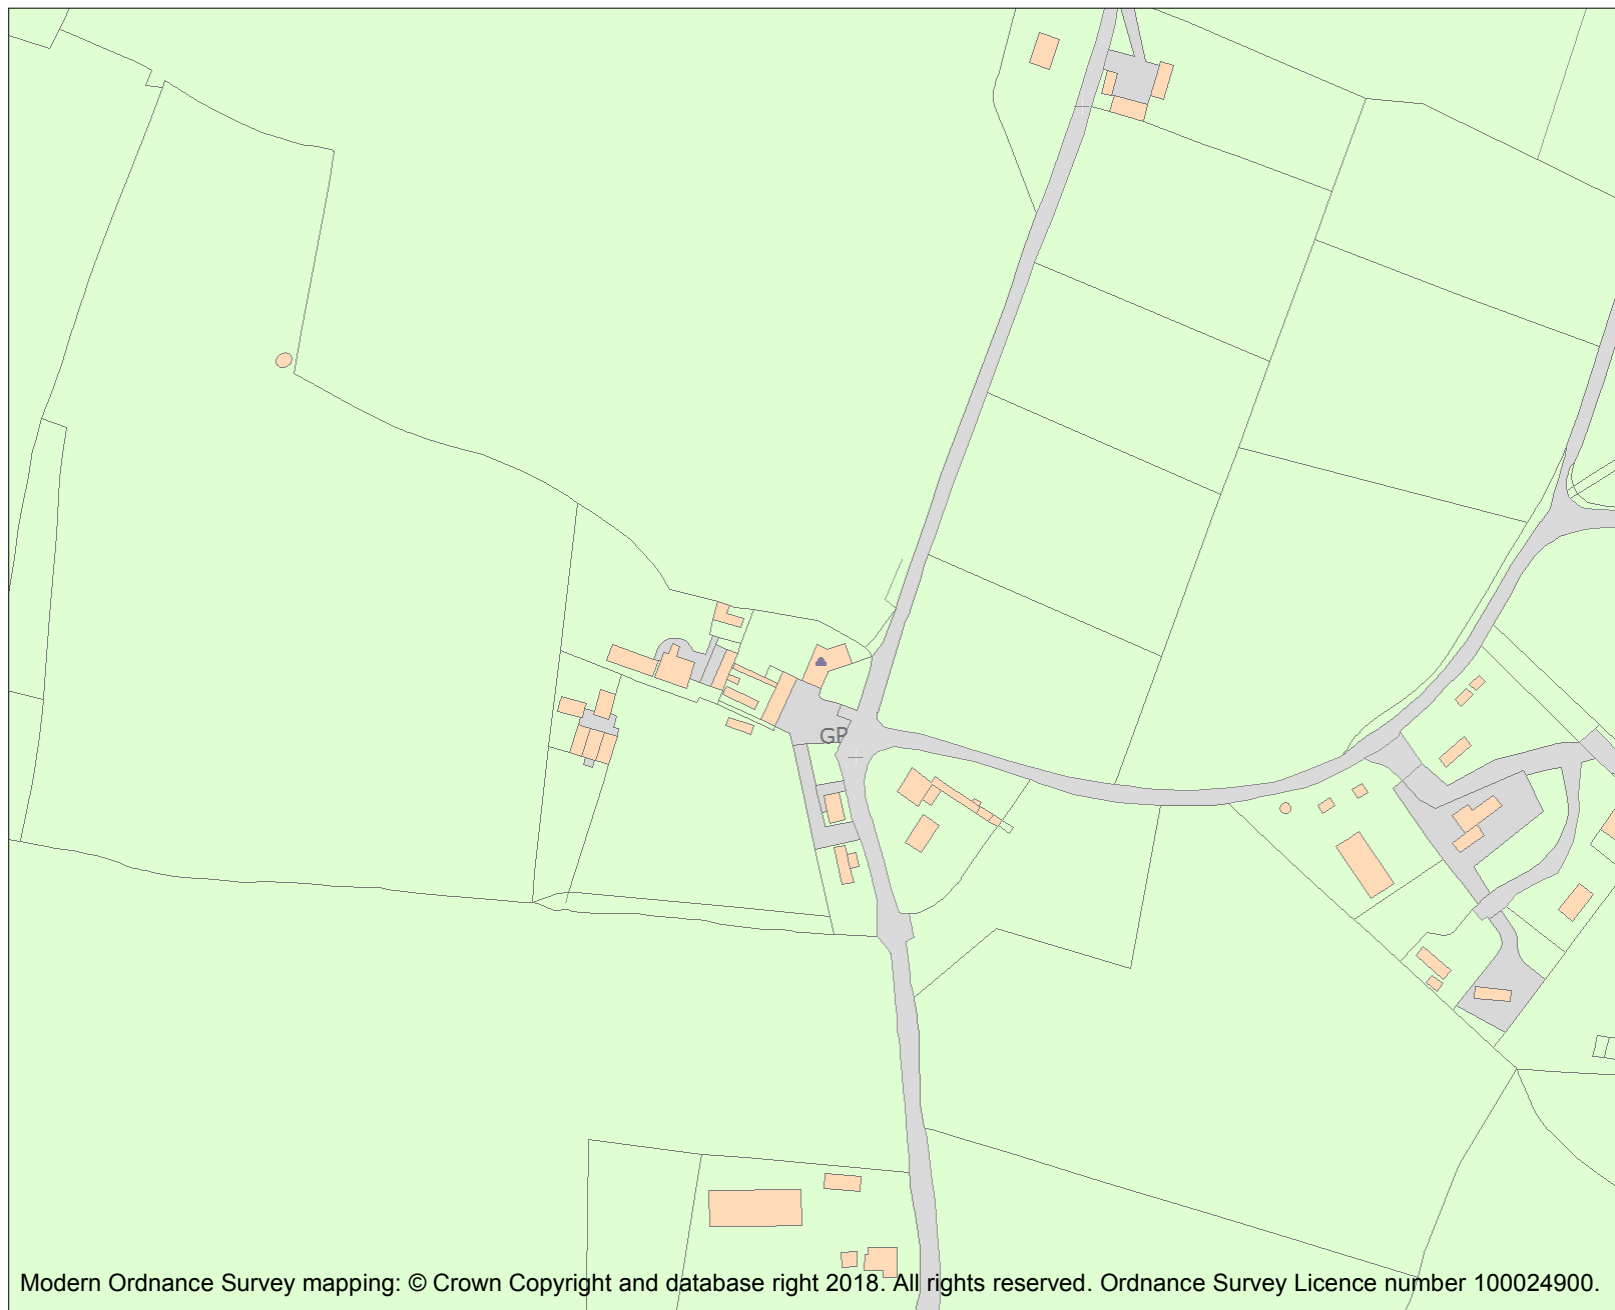 GP
Modern Ordnance Survey mapping: © Crown Copyright and database right 2018. All rights reserved. Ordnance Survey Licence number 100024900.